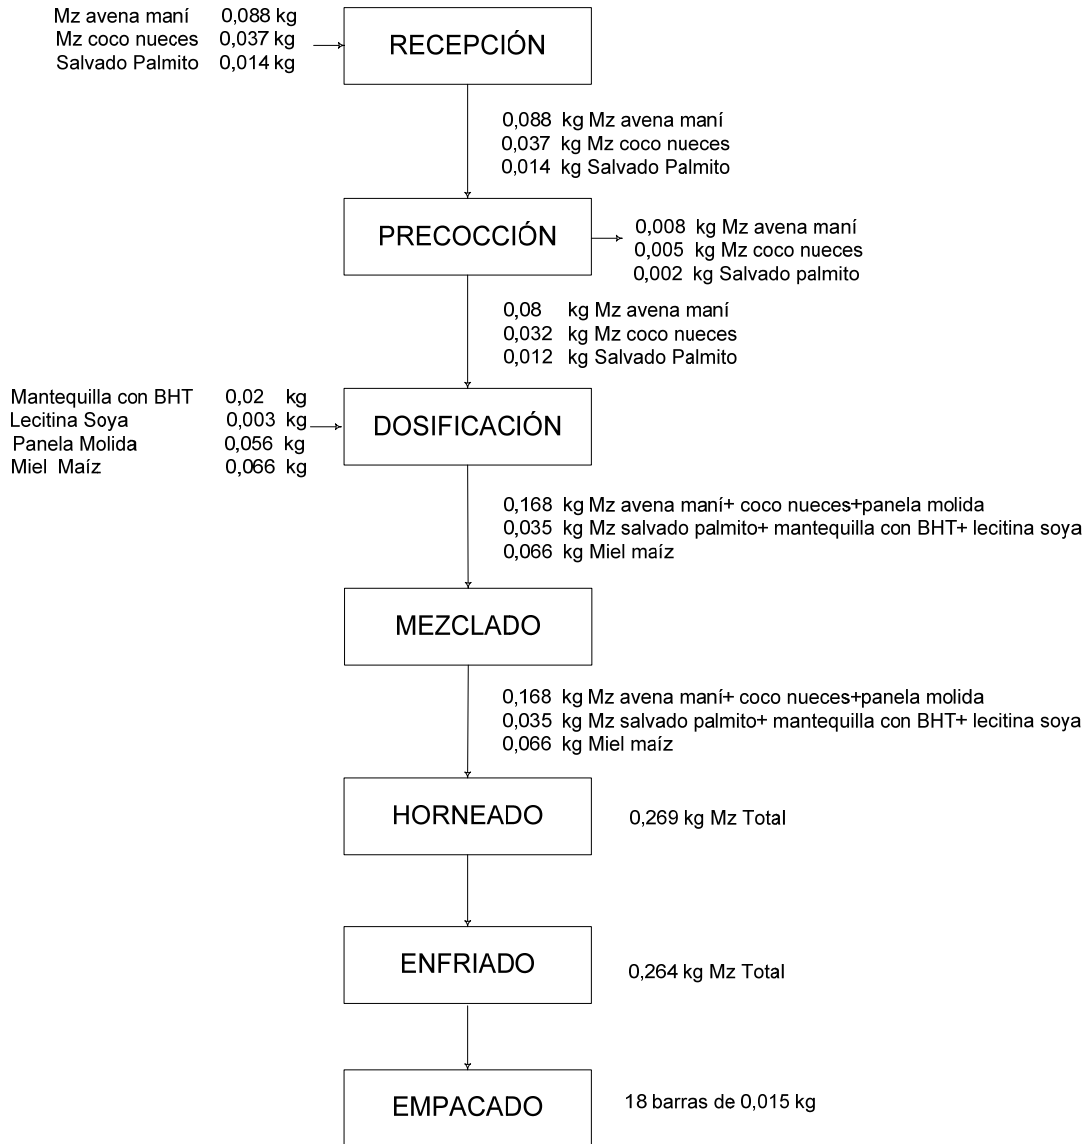 Mz avena maní 0,088 kg
Mz coco nueces 0,037 kg
Salvado Palmito 0,014 kg
RECEPCIÓN
0,088 kg Mz avena maní
0,037 kg Mz coco nueces
0,014 kg Salvado Palmito
PRECOCCIÓN
0,008 kg Mz avena maní
0,005 kg Mz coco nueces
0,002 kg Salvado palmito
0,08 kg Mz avena maní
0,032 kg Mz coco nueces
0,012 kg Salvado Palmito
Mantequilla con BHT 0,02 kg
Lecitina Soya 0,003 kg
Panela Molida 0,056 kg
Miel Maíz 0,066 kg
DOSIFICACIÓN
0,168 kg Mz avena maní+ coco nueces+panela molida
0,035 kg Mz salvado palmito+ mantequilla con BHT+ lecitina soya
0,066 kg Miel maíz
MEZCLADO
0,168 kg Mz avena maní+ coco nueces+panela molida
0,035 kg Mz salvado palmito+ mantequilla con BHT+ lecitina soya
0,066 kg Miel maíz
HORNEADO
0,269 kg Mz Total
ENFRIADO
0,264 kg Mz Total
EMPACADO
18 barras de 0,015 kg